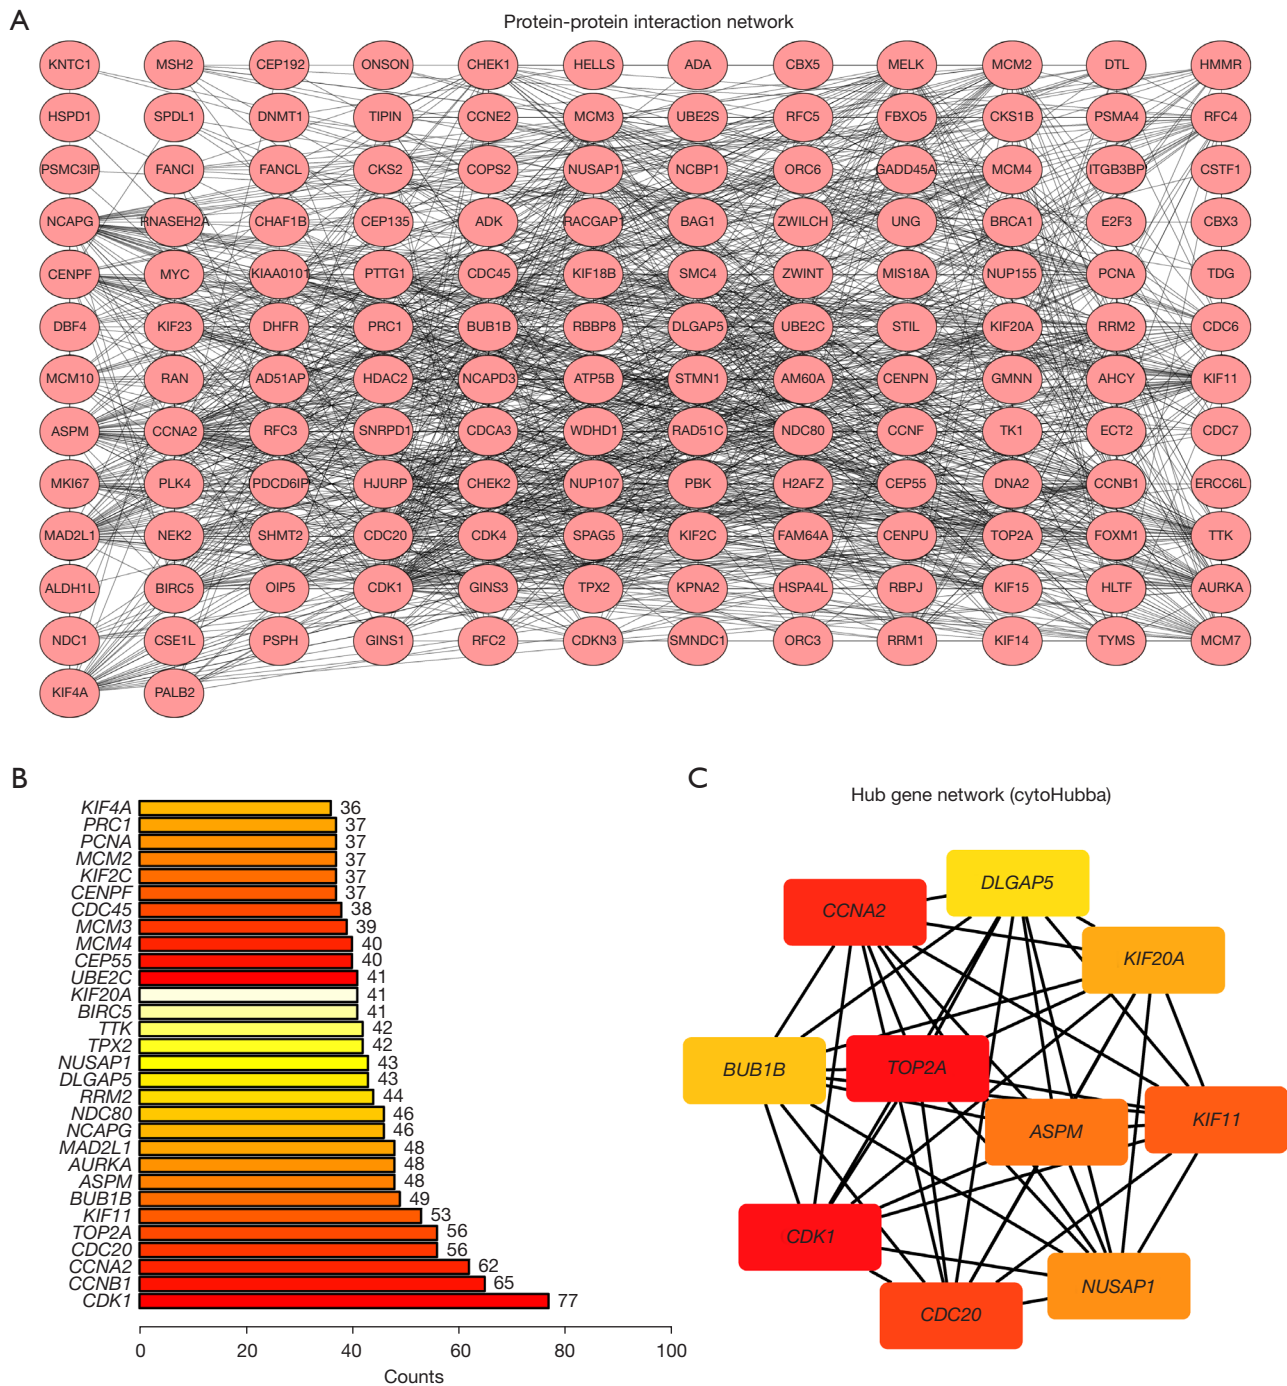 A
Protein-protein interaction network
KNTC1 MSH2 CEP192 ONSON CHEK1 HELLS ADA CBX5 MELK MCM2 DTL HMMR
HSPD1 SPDL1 DNMT1 TIPIN CCNE2 MCM3 UBE2S RFC5 FBXO5 CKS1B PSMA4 RFC4
PSMC3IP FANCI FANCL CKS2 COPS2 NUSAP1 NCBP1 ORC6 GADD45A MCM4 ITGB3BP CSTF1
NCAPG RNASEH2A CHAF1B CEP135 ADK RACGAP1 BAG1 ZWILCH UNG BRCA1 E2F3 CBX3
CENPF MYC KIAA0101 PTTG1 CDC45 KIF18B SMC4 ZWINT MIS18A NUP155 PCNA TDG
DBF4 KIF23 DHFR PRC1 BUB1B RBBP8 DLGAP5 UBE2C STIL KIF20A RRM2 CDC6
MCM10 RAN AD51AP HDAC2 NCAPD3 ATP5B STMN1 AM60A CENPN GMNN AHCY KIF11
ASPM CCNA2 RFC3 SNRPD1 CDCA3 WDHD1 RAD51C NDC80 CCNF TK1 ECT2 CDC7
MKI67 PLK4 PDCD6IP HJURP CHEK2 NUP107 PBK H2AFZ CEP55 DNA2 CCNB1 ERCC6L
MAD2L1 NEK2 SHMT2 CDC20 CDK4 SPAG5 KIF2C FAM64A CENPU TOP2A FOXM1 TTK
ALDH1L BIRC5 OIP5 CDK1 GINS3 TPX2 KPNA2 HSPA4L RBPJ KIF15 HLTF AURKA
NDC1 CSE1L PSPH GINS1 RFC2 CDKN3 SMNDC1 ORC3 RRM1 KIF14 TYMS MCM7
KIF4A PALB2
B
KIF4A 36
PRC1 37
PCNA 37
MCM2 37
KIF2C 37
CENPF 37
CDC45 38
MCM3 39
MCM4 40
CEP55 40
UBE2C 41
KIF20A 41
BIRC5 41
TTK 42
TPX2 42
NUSAP1 43
DLGAP5 43
RRM2 44
NDC80 46
NCAPG 46
MAD2L1 48
AURKA 48
ASPM 48
BUB1B 49
KIF11 53
TOP2A 56
CDC20 56
CCNA2 62
CCNB1 65
CDK1 77
0 20 40 60 80 100
Counts
C
Hub gene network (cytoHubba)
DLGAP5
CCNA2
KIF20A
BUB1B
TOP2A
KIF11
ASPM
CDK1
NUSAP1
CDC20